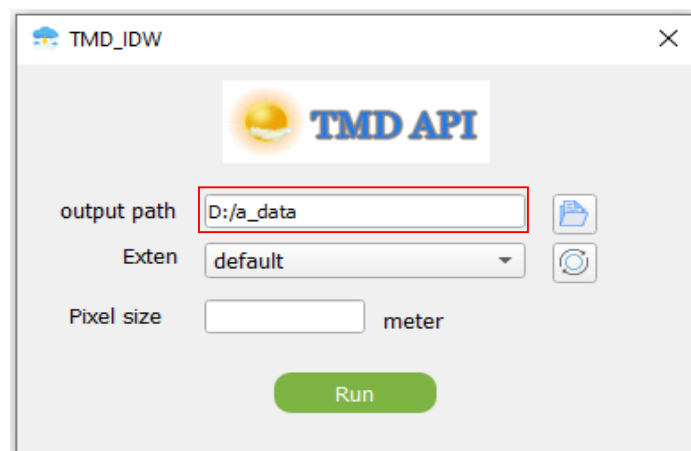 TMD_IDW
TMD API
output path D:/a_data
Exten default
Pixel size meter
Run